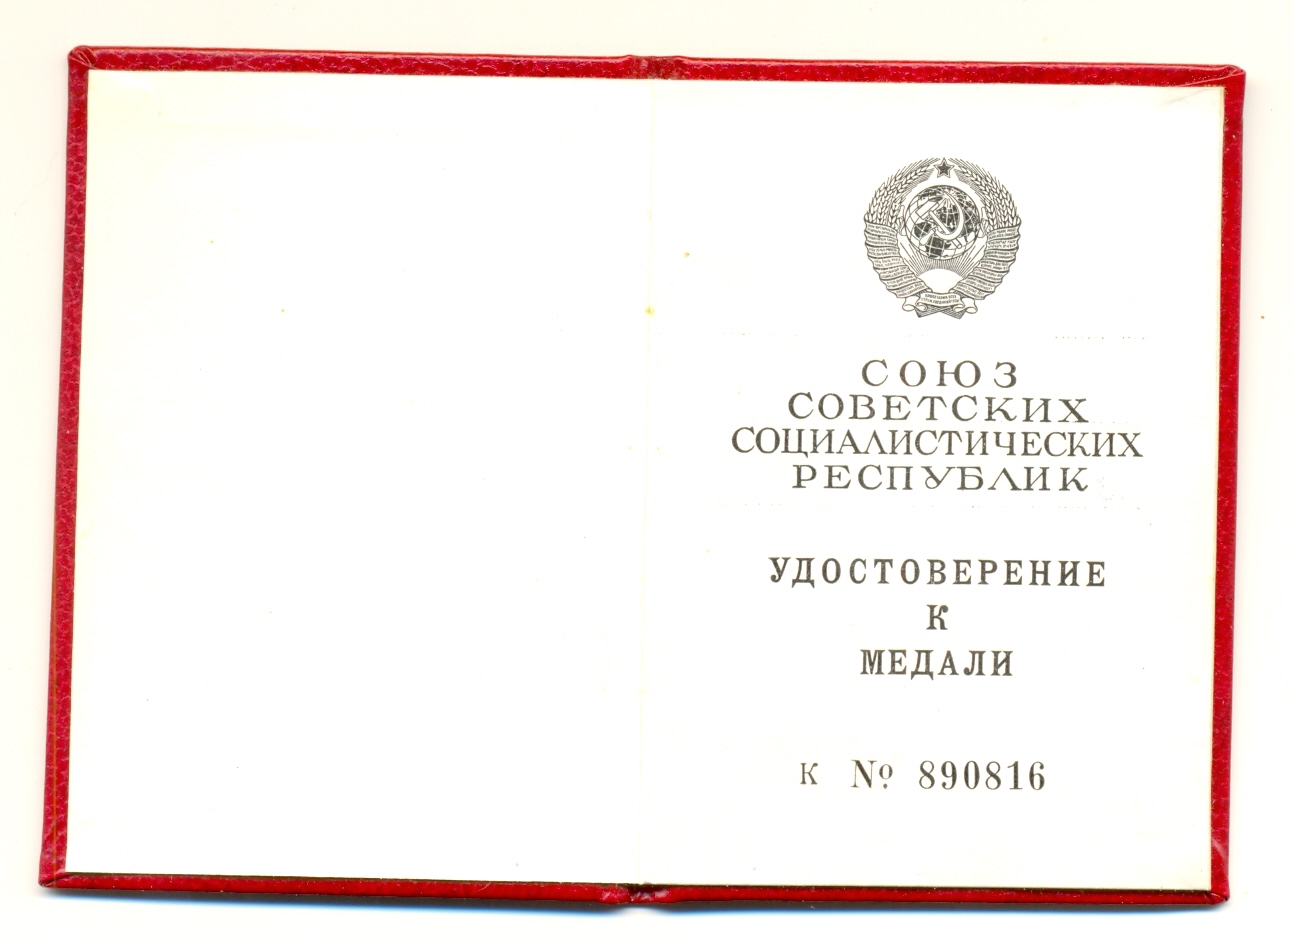 СОЮЗ
СОВЕТСКИХ
СОЦИАЛИСТИЧЕСКИХ
РЕСПУБЛИК
УДОСТОВЕРЕНИЕ
К
МЕДАЛИ
К № 890816